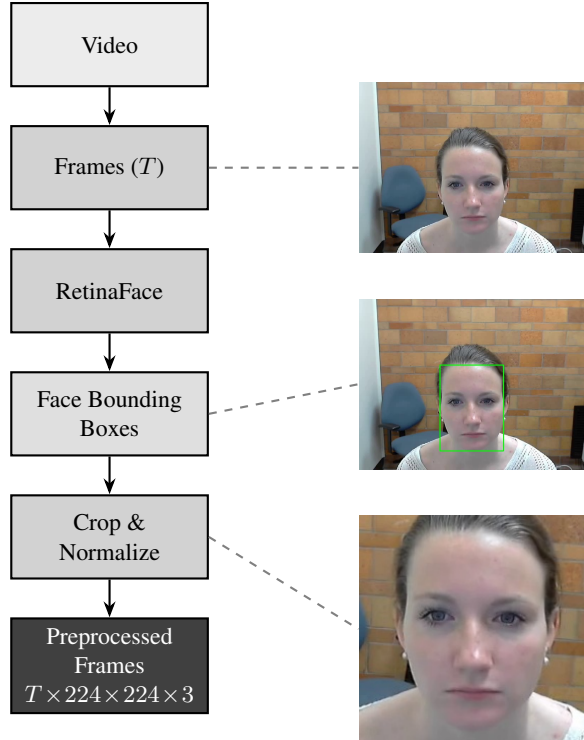 Video
Frames (T)
RetinaFace
Face Bounding
Boxes
Crop &
Normalize
Preprocessed
Frames
T × 224 × 224 × 3